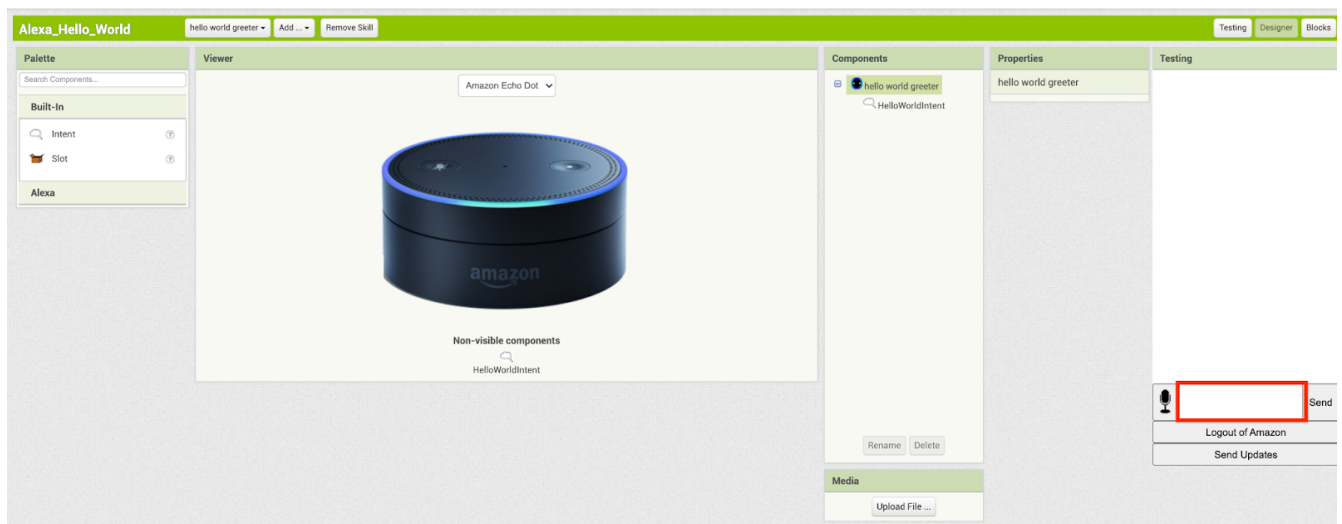 Alexa_Hello_World
hello world greeter
Add ...
Remove Skill
Testing
Designer
Blocks
Palette
Search Components...
Built-In
Intent
?
Slot
?
Alexa
Viewer
Amazon Echo Dot
amazon
Non-visible components
HelloWorldIntent
Components
hello world greeter
HelloWorldIntent
Rename
Delete
Media
Upload File ...
Properties
hello world greeter
Testing
Send
Logout of Amazon
Send Updates